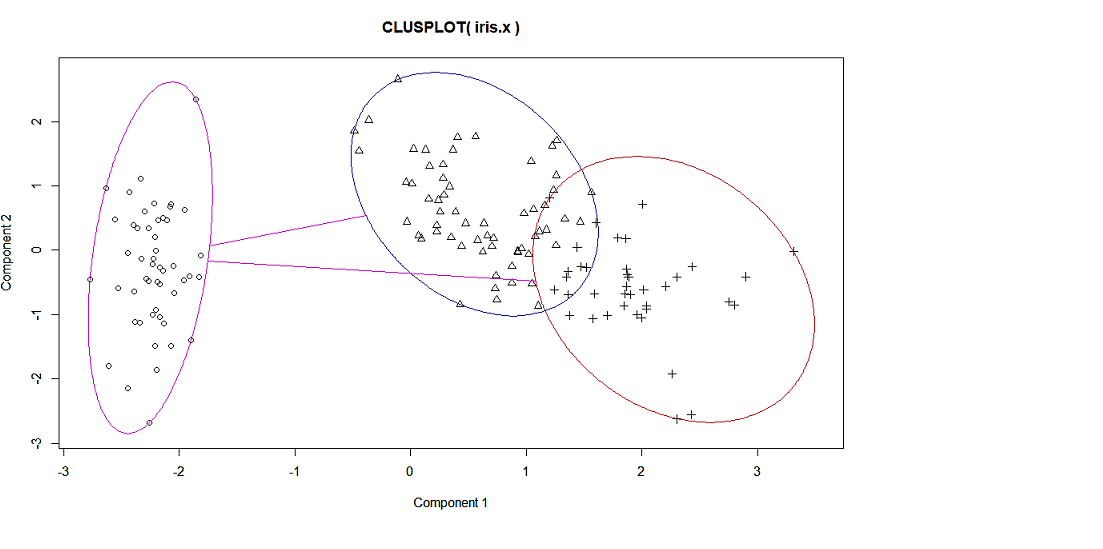 CLUSPLOT( iris.x )
Component 2
2
1
0
-1
-2
-3
-3 -2 -1 0 1 2 3
Component 1